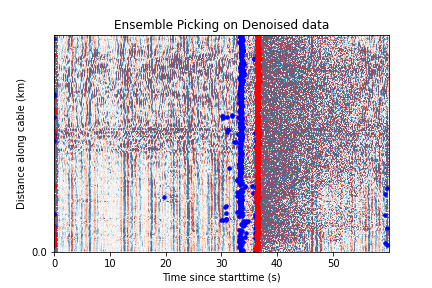 Ensemble Picking on Denoised data
Distance along cable (km)
0.0
0 10 20 30 40 50
Time since starttime (s)